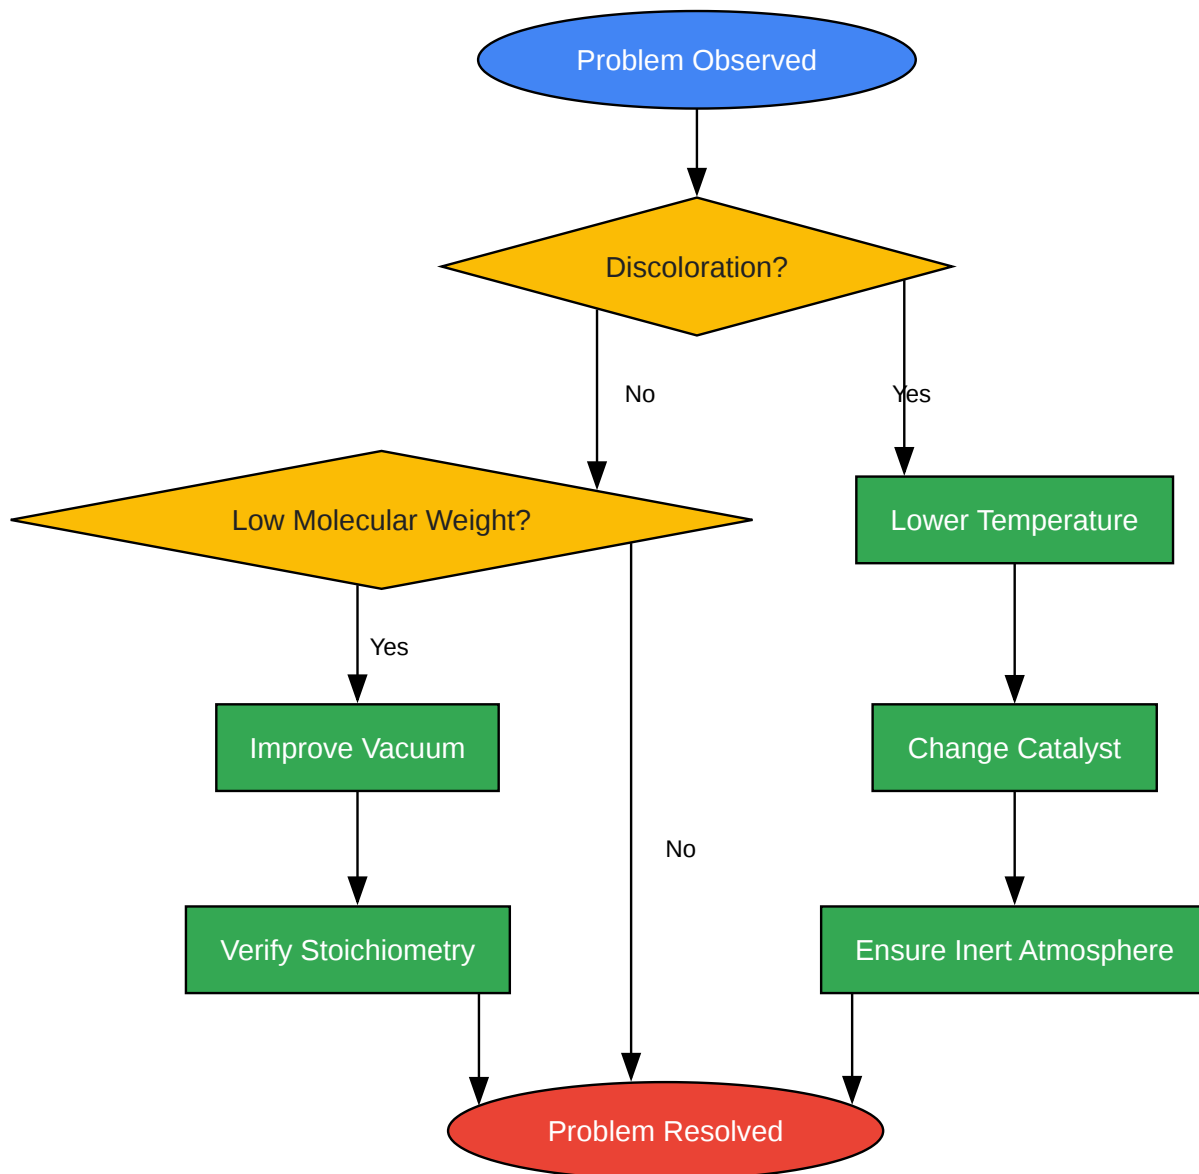 Problem Observed
Discoloration?
No
Yes
Low Molecular Weight?
Lower Temperature
Yes
Improve Vacuum
Change Catalyst
No
Verify Stoichiometry
Ensure Inert Atmosphere
Problem Resolved